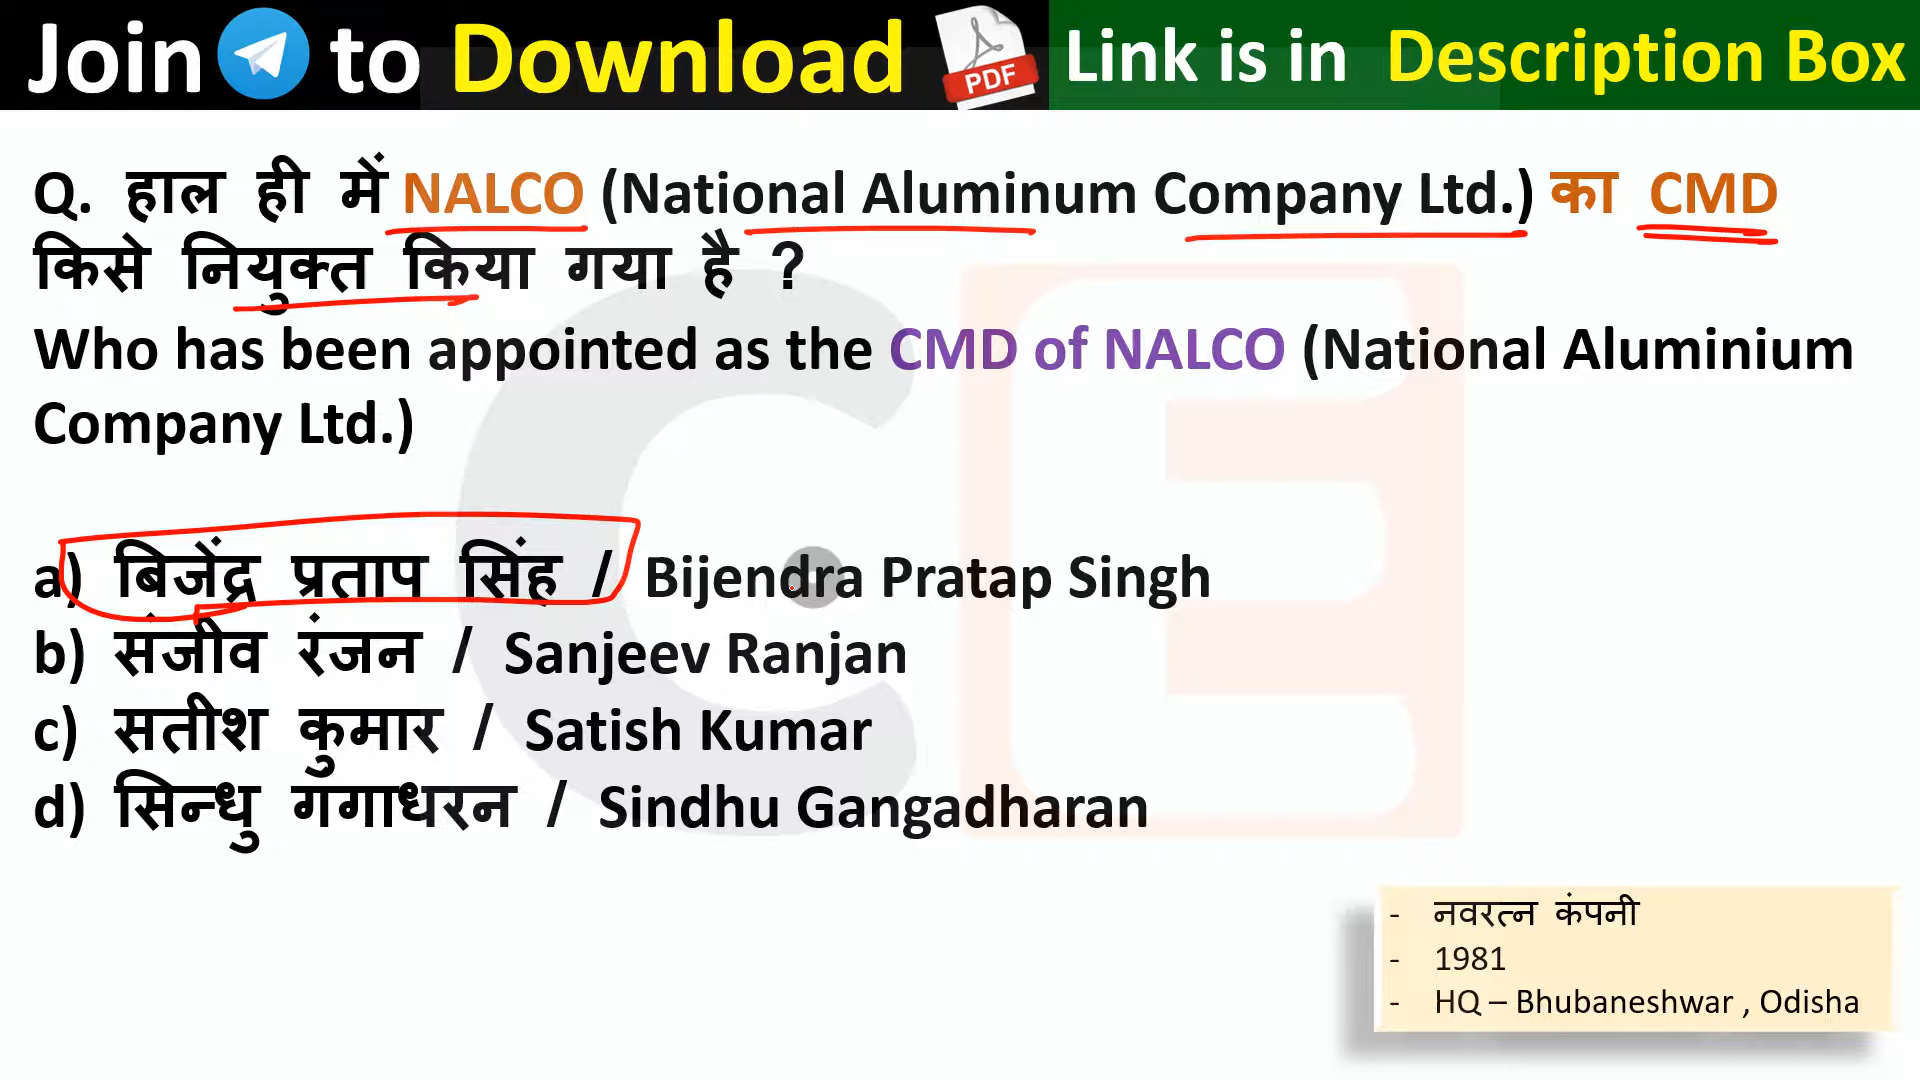 Join to Download PDF Link is in Description Box
Q. हाल ही में NALCO (National Aluminum Company Ltd.) का CMD
किसे नियुक्त किया गया है ?
Who has been appointed as the CMD of NALCO (National Aluminium
Company Ltd.)
a) बिजेंद्र प्रताप सिंह / Bijendra Pratap Singh
b) संजीव रंजन / Sanjeev Ranjan
c) सतीश कुमार / Satish Kumar
d) सिन्धु गंगाधरन / Sindhu Gangadharan
- नवरत्न कंपनी
- 1981
- HQ – Bhubaneshwar , Odisha
CE